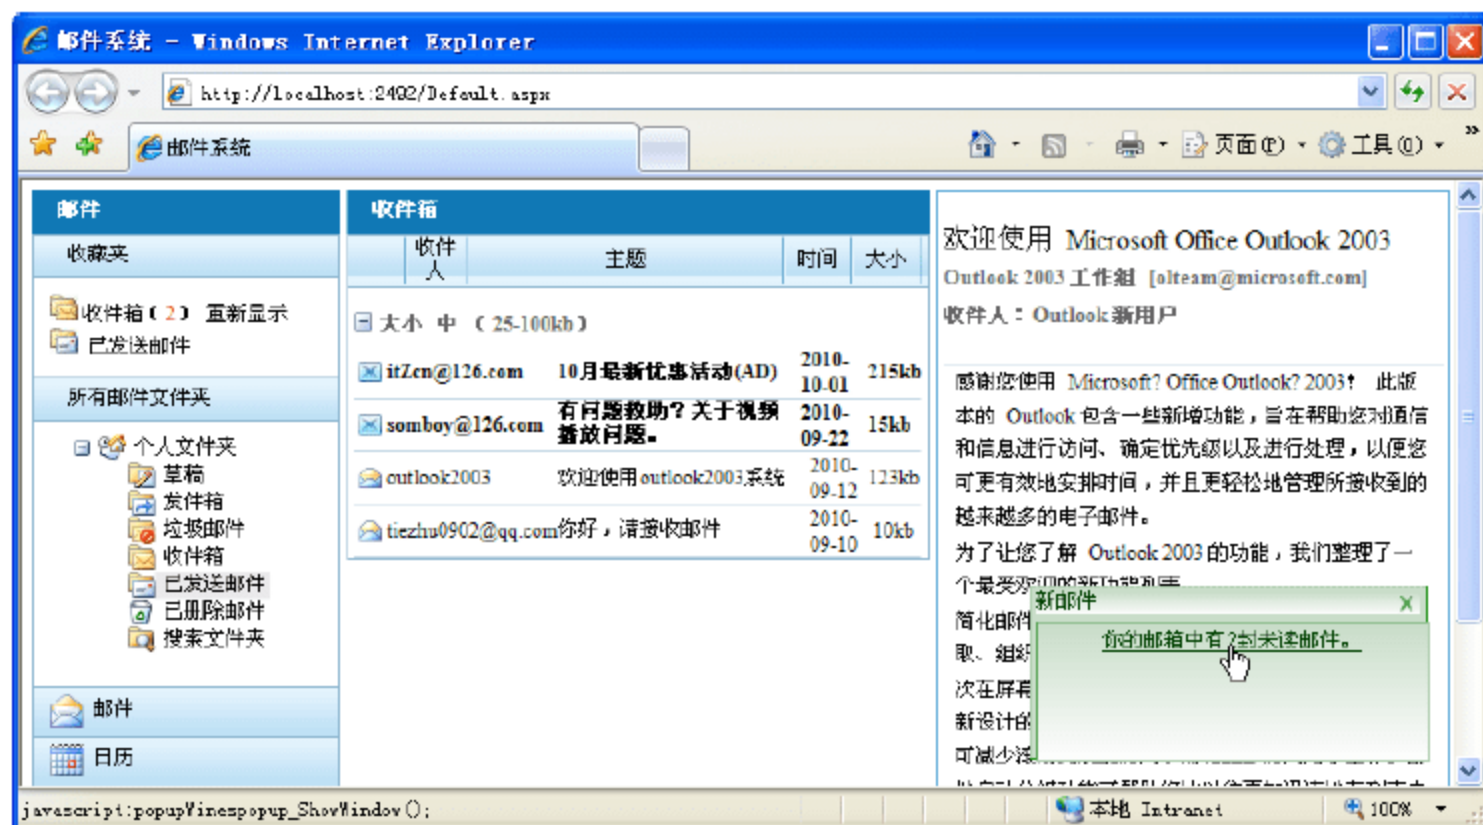 邮件系统 - Windows Internet Explorer
http://localhost:2492/Default.aspx
邮件系统
页面(P)
工具(O)
»
邮件
收藏夹
收件箱(2) 重新显示
已发送邮件
所有邮件文件夹
个人文件夹
草稿
发件箱
垃圾邮件
收件箱
已发送邮件
已删除邮件
搜索文件夹
邮件
日历
收件箱
收件人 主题 时间 大小
大小 中 (25-100kb)
itZcn@126.com 10月最新优惠活动(AD) 2010-10-01 215kb
somboy@126.com 有问题救助?关于视频播放问题。 2010-09-22 15kb
outlook2003 欢迎使用outlook2003系统 2010-09-12 123kb
tiezhu0902@qq.com 你好,请接收邮件 2010-09-10 10kb
欢迎使用 Microsoft Office Outlook 2003
Outlook 2003 工作组 [olteam@microsoft.com]
收件人:Outlook 新用户
感谢您使用 Microsoft? Office Outlook? 2003! 此版
本的 Outlook 包含一些新增功能,旨在帮助您对通信
和信息进行访问、确定优先级以及进行处理,以便您
可更有效地安排时间,并且更轻松地管理所接收到的
越来越多的电子邮件。
为了让您了解 Outlook 2003 的功能,我们整理了一
个最受欢迎的新功能列表
简化邮件
取、组织
次在屏幕
新设计的
可减少滚
新邮件 X
你的邮箱中有2封未读邮件。
javascript:popupWinespopup_ShowWindow();
本地 Intranet
100%